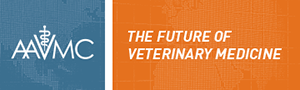 AAVMC
THE FUTURE OF
VETERINARY MEDICINE